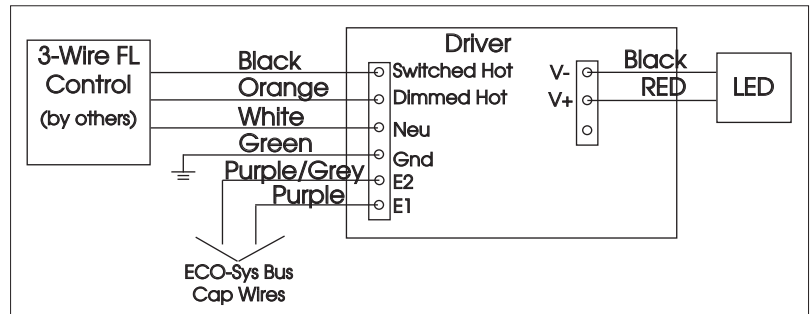 3-Wire FL
Control
(by others)
Black
Orange
White
Green
Purple/Grey
Purple
ECO-Sys Bus
Cap Wires
Driver
Switched Hot
Dimmed Hot
Neu
Gnd
E2
E1
V-
V+
Black
RED
LED